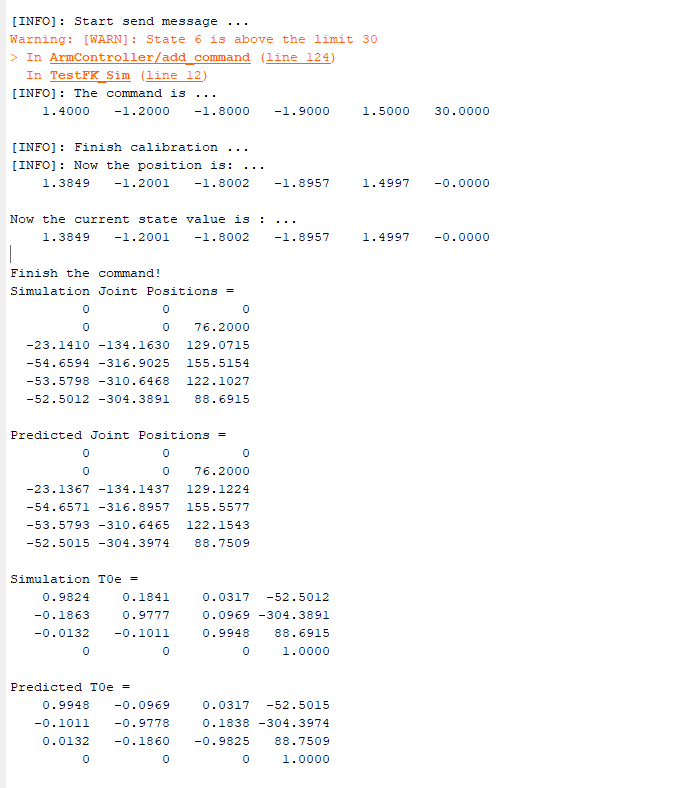 [INFO]: Start send message ...
Warning: [WARN]: State 6 is above the limit 30
> In ArmController/add_command (line 124)
In TestFK_Sim (line 12)
[INFO]: The command is ...
1.4000 -1.2000 -1.8000 -1.9000 1.5000 30.0000
[INFO]: Finish calibration ...
[INFO]: Now the position is: ...
1.3849 -1.2001 -1.8002 -1.8957 1.4997 -0.0000
Now the current state value is : ...
1.3849 -1.2001 -1.8002 -1.8957 1.4997 -0.0000
Finish the command!
Simulation Joint Positions =
0 0 0
0 0 76.2000
-23.1410 -134.1630 129.0715
-54.6594 -316.9025 155.5154
-53.5798 -310.6468 122.1027
-52.5012 -304.3891 88.6915
Predicted Joint Positions =
0 0 0
0 0 76.2000
-23.1367 -134.1437 129.1224
-54.6571 -316.8957 155.5577
-53.5793 -310.6465 122.1543
-52.5015 -304.3974 88.7509
Simulation T0e =
0.9824 0.1841 0.0317 -52.5012
-0.1863 0.9777 0.0969 -304.3891
-0.0132 -0.1011 0.9948 88.6915
0 0 0 1.0000
Predicted T0e =
0.9948 -0.0969 0.0317 -52.5015
-0.1011 -0.9778 0.1838 -304.3974
0.0132 -0.1860 -0.9825 88.7509
0 0 0 1.0000